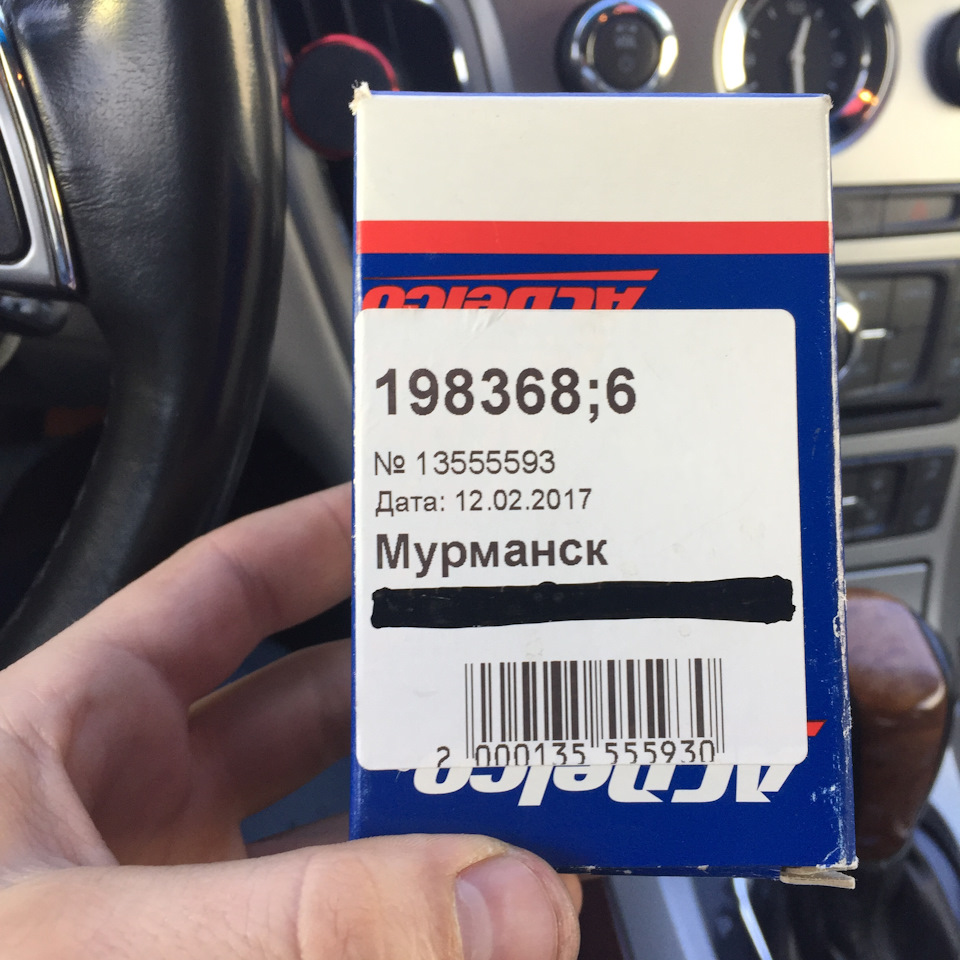 ACDelco
198368;6
№ 13555593
Дата: 12.02.2017
Мурманск
2 000135 555930
ACDelco